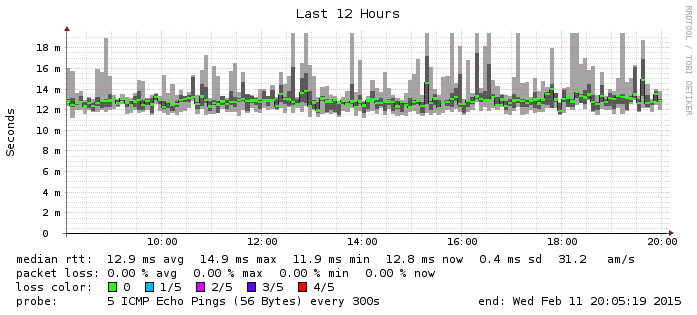 Last 12 Hours
RRDTOOL / TOBI OETIKER
Seconds
18 m
16 m
14 m
12 m
10 m
8 m
6 m
4 m
2 m
0
10:00 12:00 14:00 16:00 18:00 20:00
median rtt: 12.9 ms avg 14.9 ms max 11.9 ms min 12.8 ms now 0.4 ms sd 31.2 am/s
packet loss: 0.00 % avg 0.00 % max 0.00 % min 0.00 % now
loss color: 0 1/5 2/5 3/5 4/5
probe: 5 ICMP Echo Pings (56 Bytes) every 300s end: Wed Feb 11 20:05:19 2015